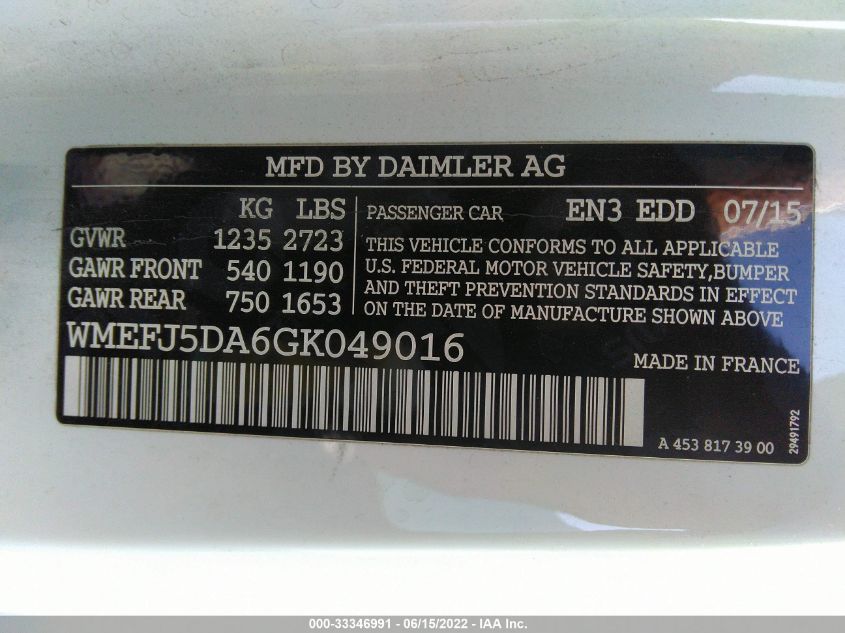 MFD BY DAIMLER AG
KG LBS
GVWR 1235 2723
GAWR FRONT 540 1190
GAWR REAR 750 1653
PASSENGER CAR EN3 EDD 07/15
THIS VEHICLE CONFORMS TO ALL APPLICABLE
U.S. FEDERAL MOTOR VEHICLE SAFETY,BUMPER
AND THEFT PREVENTION STANDARDS IN EFFECT
ON THE DATE OF MANUFACTURE SHOWN ABOVE
WMEFJ5DA6GK049016
MADE IN FRANCE
A 453 817 39 00
29491792
000-33346991 - 06/15/2022 - IAA Inc.